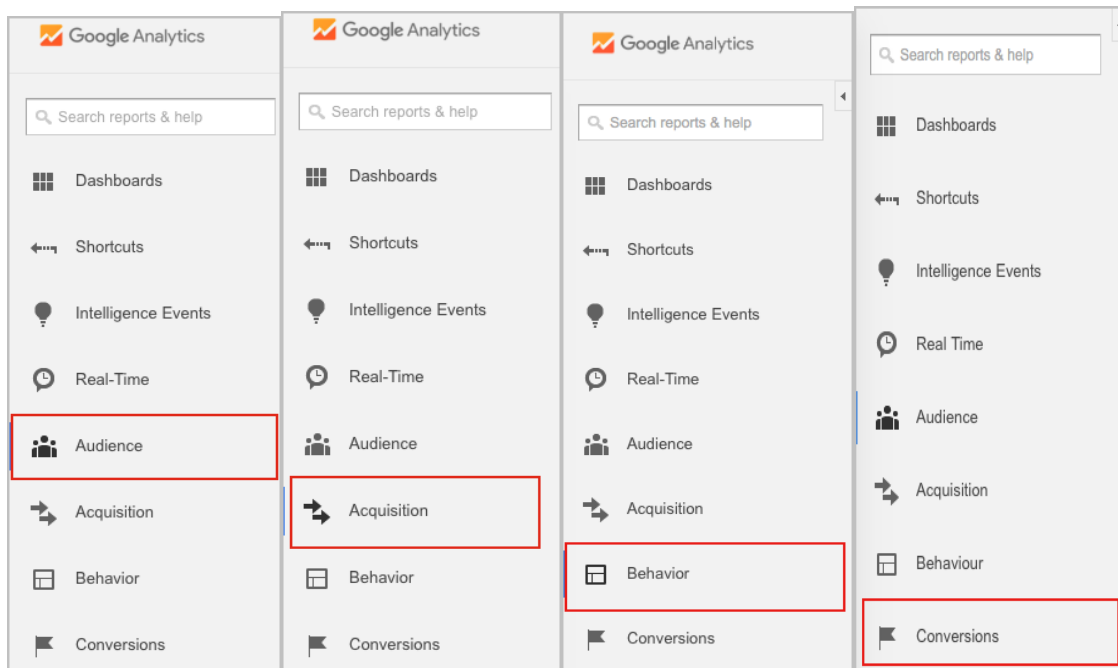 Google Analytics
Search reports & help
Dashboards
Shortcuts
Intelligence Events
Real-Time
Audience
Acquisition
Behavior
Conversions
Google Analytics
Search reports & help
Dashboards
Shortcuts
Intelligence Events
Real-Time
Audience
Acquisition
Behavior
Conversions
Google Analytics
Search reports & help
Dashboards
Shortcuts
Intelligence Events
Real-Time
Audience
Acquisition
Behavior
Conversions
Search reports & help
Dashboards
Shortcuts
Intelligence Events
Real Time
Audience
Acquisition
Behaviour
Conversions